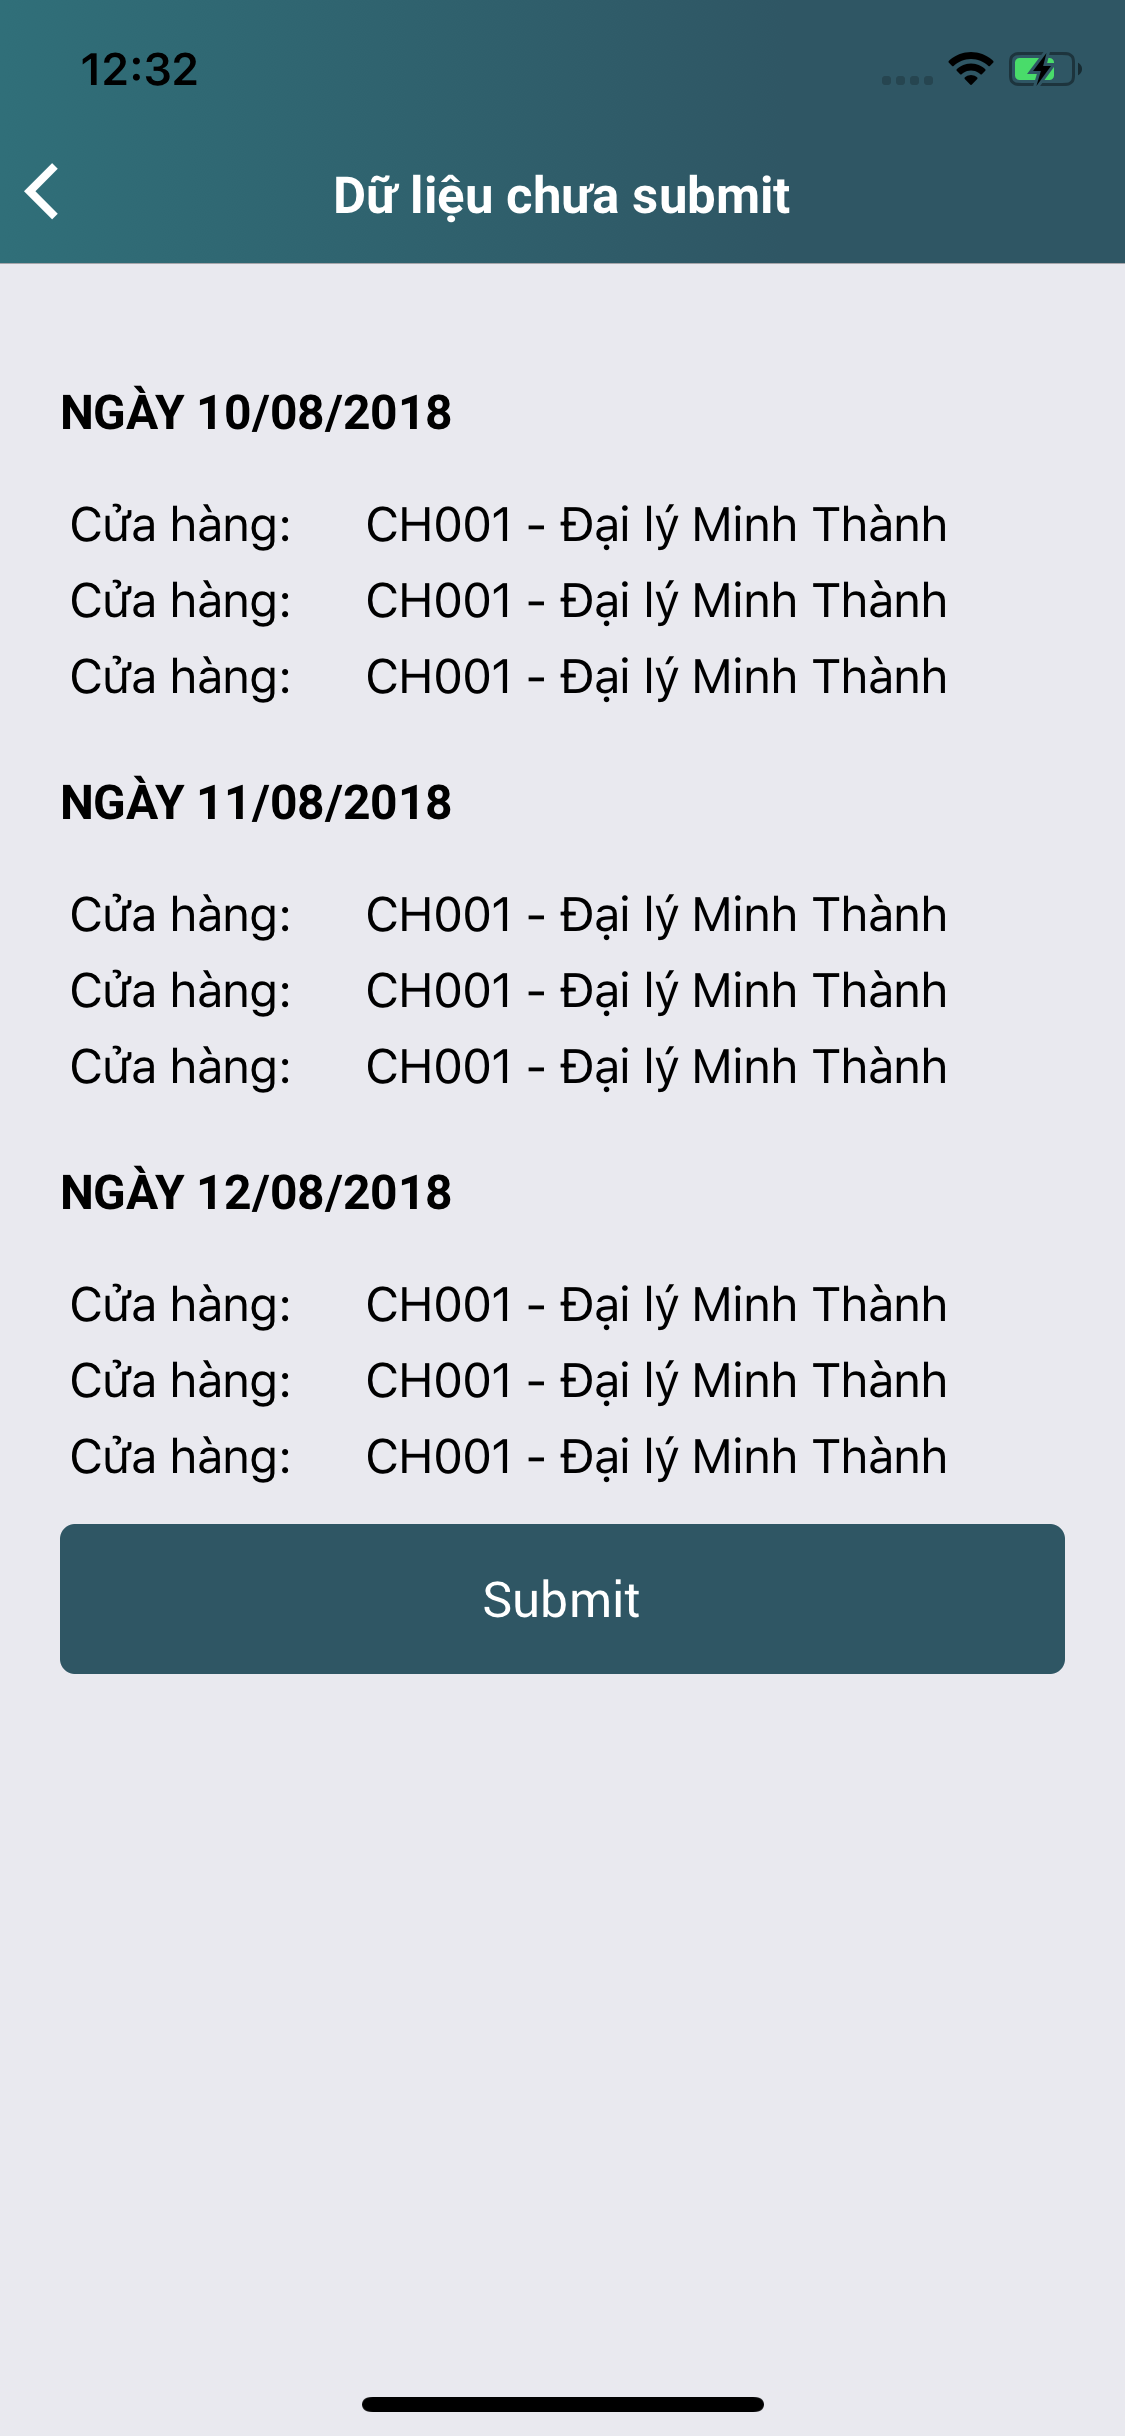 12:32
Dữ liệu chưa submit
NGÀY 10/08/2018
Cửa hàng: CH001 - Đại lý Minh Thành
Cửa hàng: CH001 - Đại lý Minh Thành
Cửa hàng: CH001 - Đại lý Minh Thành
NGÀY 11/08/2018
Cửa hàng: CH001 - Đại lý Minh Thành
Cửa hàng: CH001 - Đại lý Minh Thành
Cửa hàng: CH001 - Đại lý Minh Thành
NGÀY 12/08/2018
Cửa hàng: CH001 - Đại lý Minh Thành
Cửa hàng: CH001 - Đại lý Minh Thành
Cửa hàng: CH001 - Đại lý Minh Thành
Submit